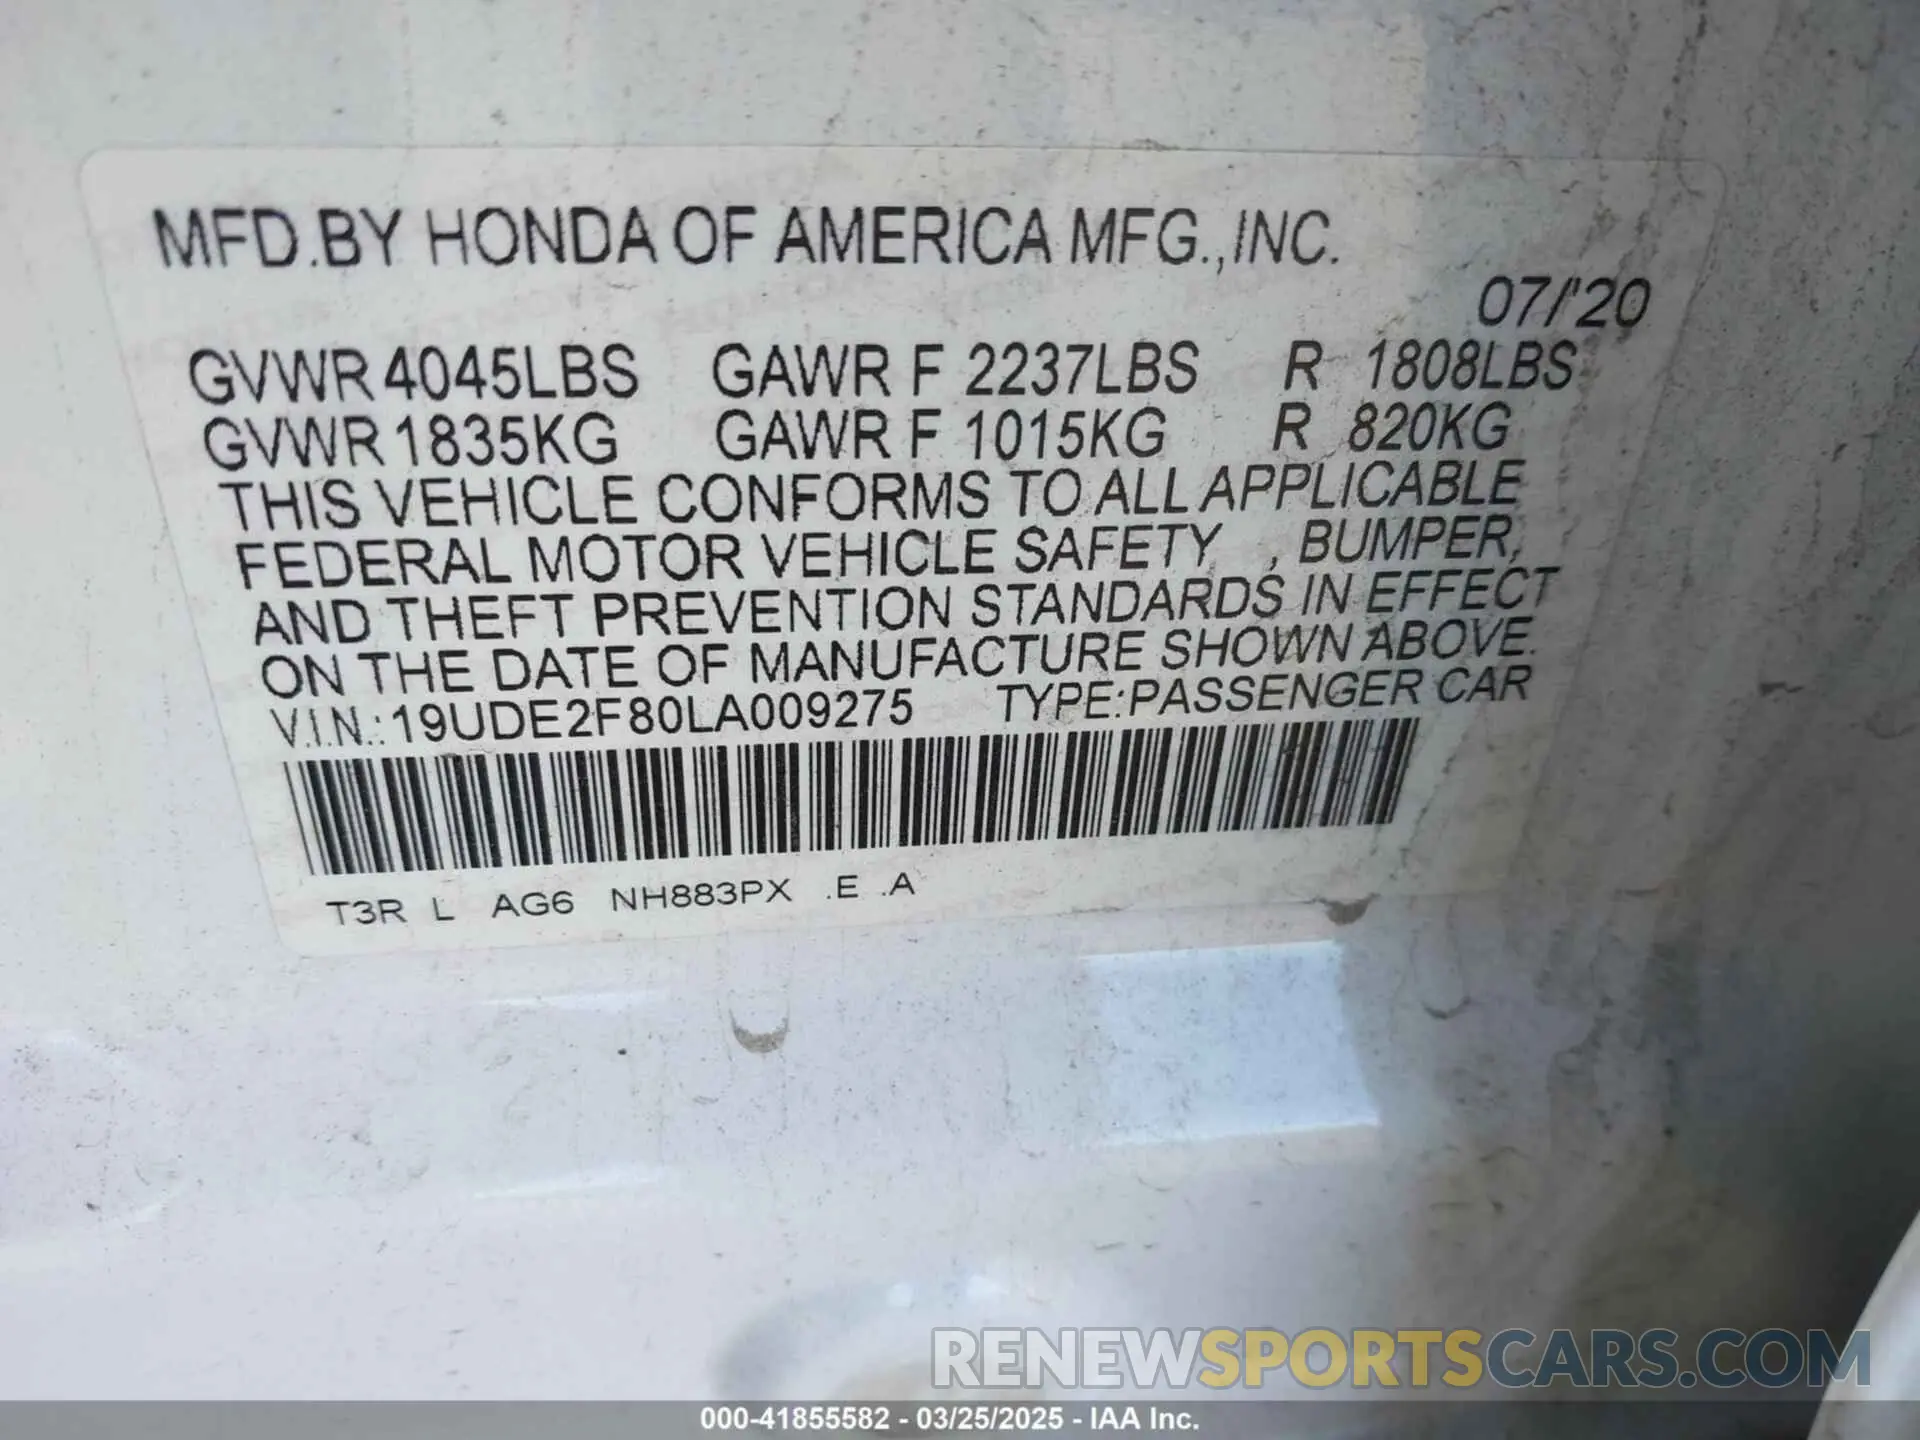 MFD.BY HONDA OF AMERICA MFG.,INC.
07/'20
GVWR 4045LBS GAWR F 2237LBS R 1808LBS
GVWR 1835KG GAWR F 1015KG R 820KG
THIS VEHICLE CONFORMS TO ALL APPLICABLE
FEDERAL MOTOR VEHICLE SAFETY , BUMPER,
AND THEFT PREVENTION STANDARDS IN EFFECT
ON THE DATE OF MANUFACTURE SHOWN ABOVE.
V.I.N.: 19UDE2F80LA009275 TYPE:PASSENGER CAR
T3R L AG6 NH883PX .E .A
RENEWSPORTSCARS.COM
000-41855582 - 03/25/2025 - IAA Inc.